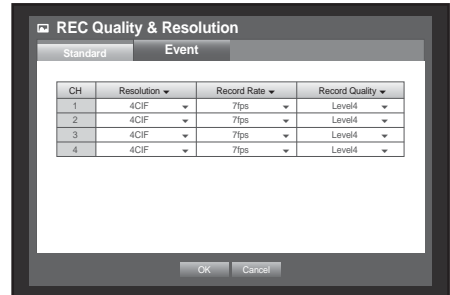 REC Quality & Resolution
Standard Event
CH Resolution Record Rate Record Quality
1 4CIF 7fps Level4
2 4CIF 7fps Level4
3 4CIF 7fps Level4
4 4CIF 7fps Level4
OK Cancel